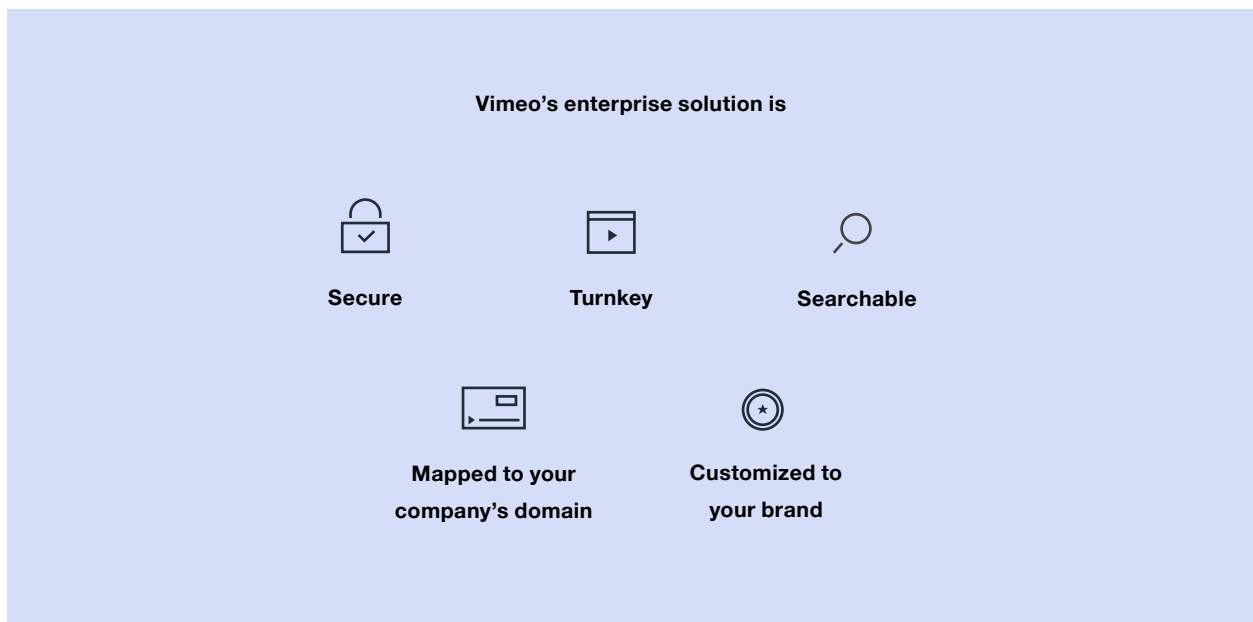 Vimeo’s enterprise solution is
Secure
Turnkey
Searchable
Mapped to your
company’s domain
Customized to
your brand